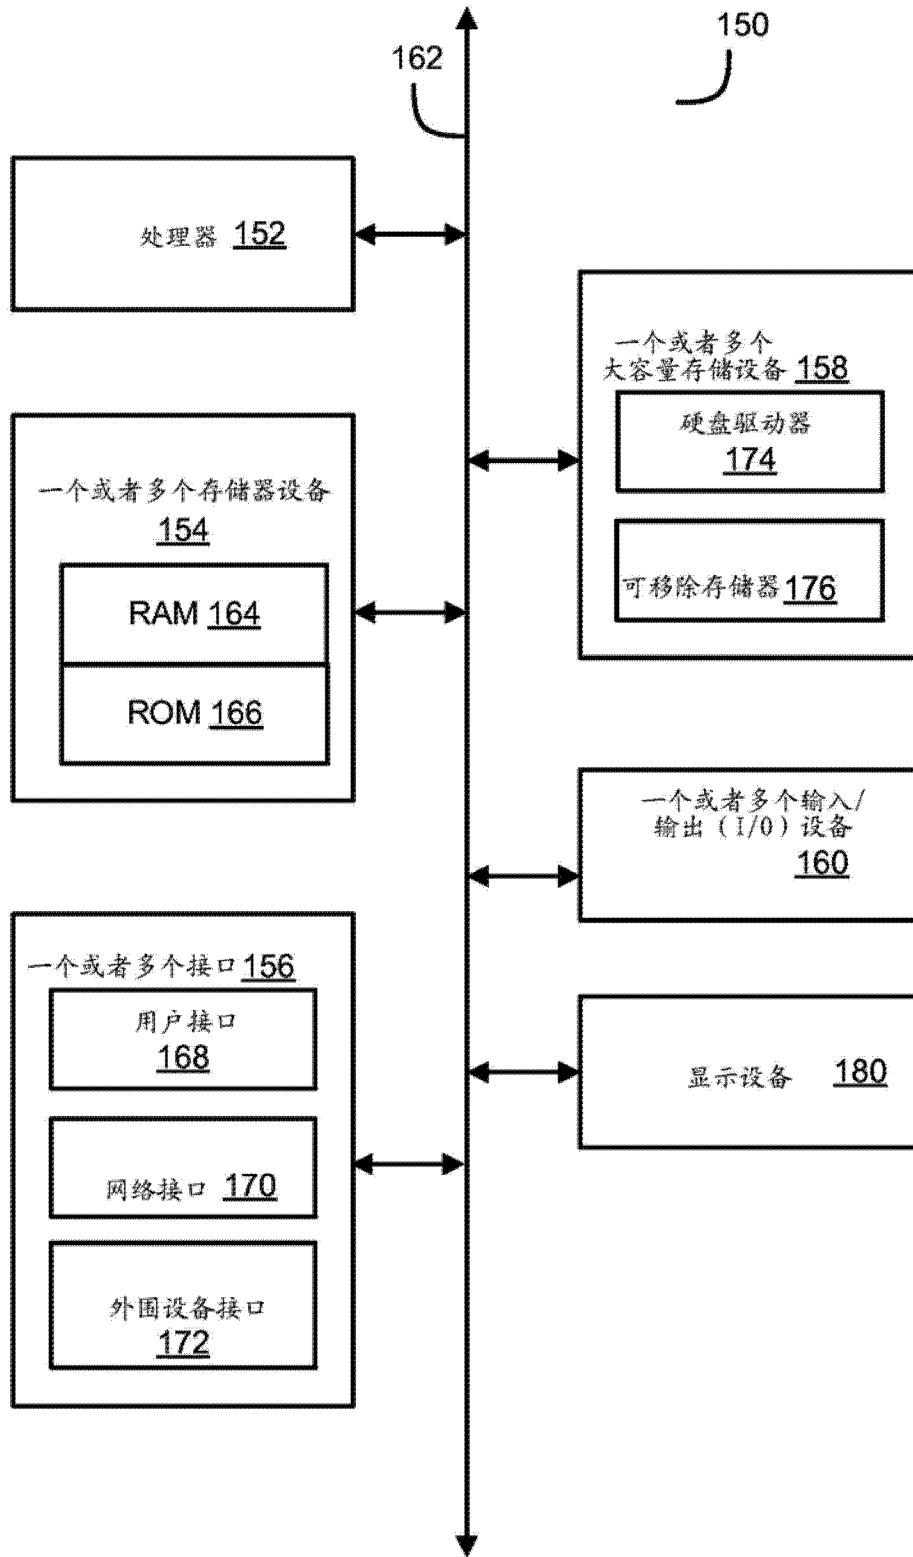 150
162
处理器 152
一个或者多个
大容量存储设备 158
硬盘驱动器
174
可移除存储器 176
一个或者多个存储器设备
154
RAM 164
ROM 166
一个或者多个输入/
输出（I/O）设备
160
一个或者多个接口 156
用户接口
168
网络接口 170
外围设备接口
172
显示设备 180